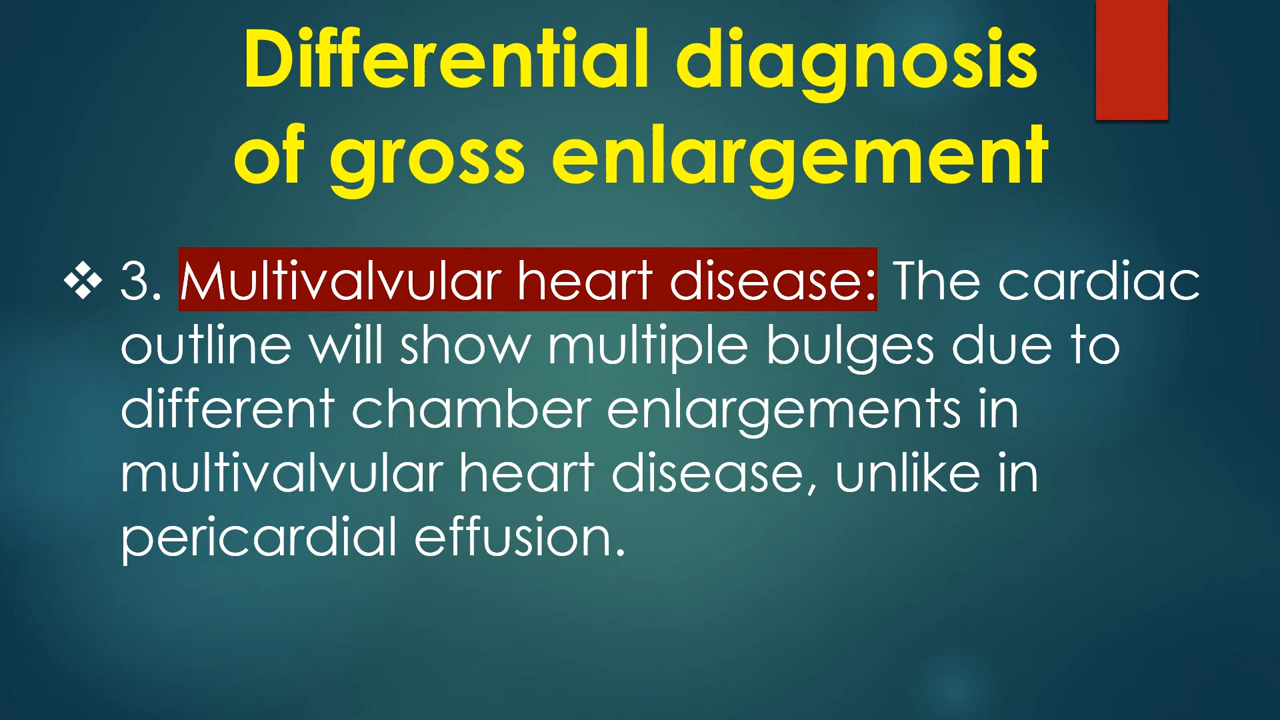 Differential diagnosis
of gross enlargement
❖ 3. Multivalvular heart disease: The cardiac
outline will show multiple bulges due to
different chamber enlargements in
multivalvular heart disease, unlike in
pericardial effusion.